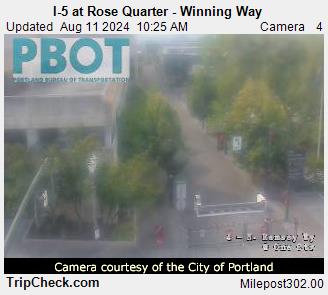 I-5 at Rose Quarter - Winning Way
Updated Aug 11 2024 10:25 AM Camera 4
PBOT
PORTLAND BUREAU OF TRANSPORTATION
Camera courtesy of the City of Portland
TripCheck.com Milepost302.00